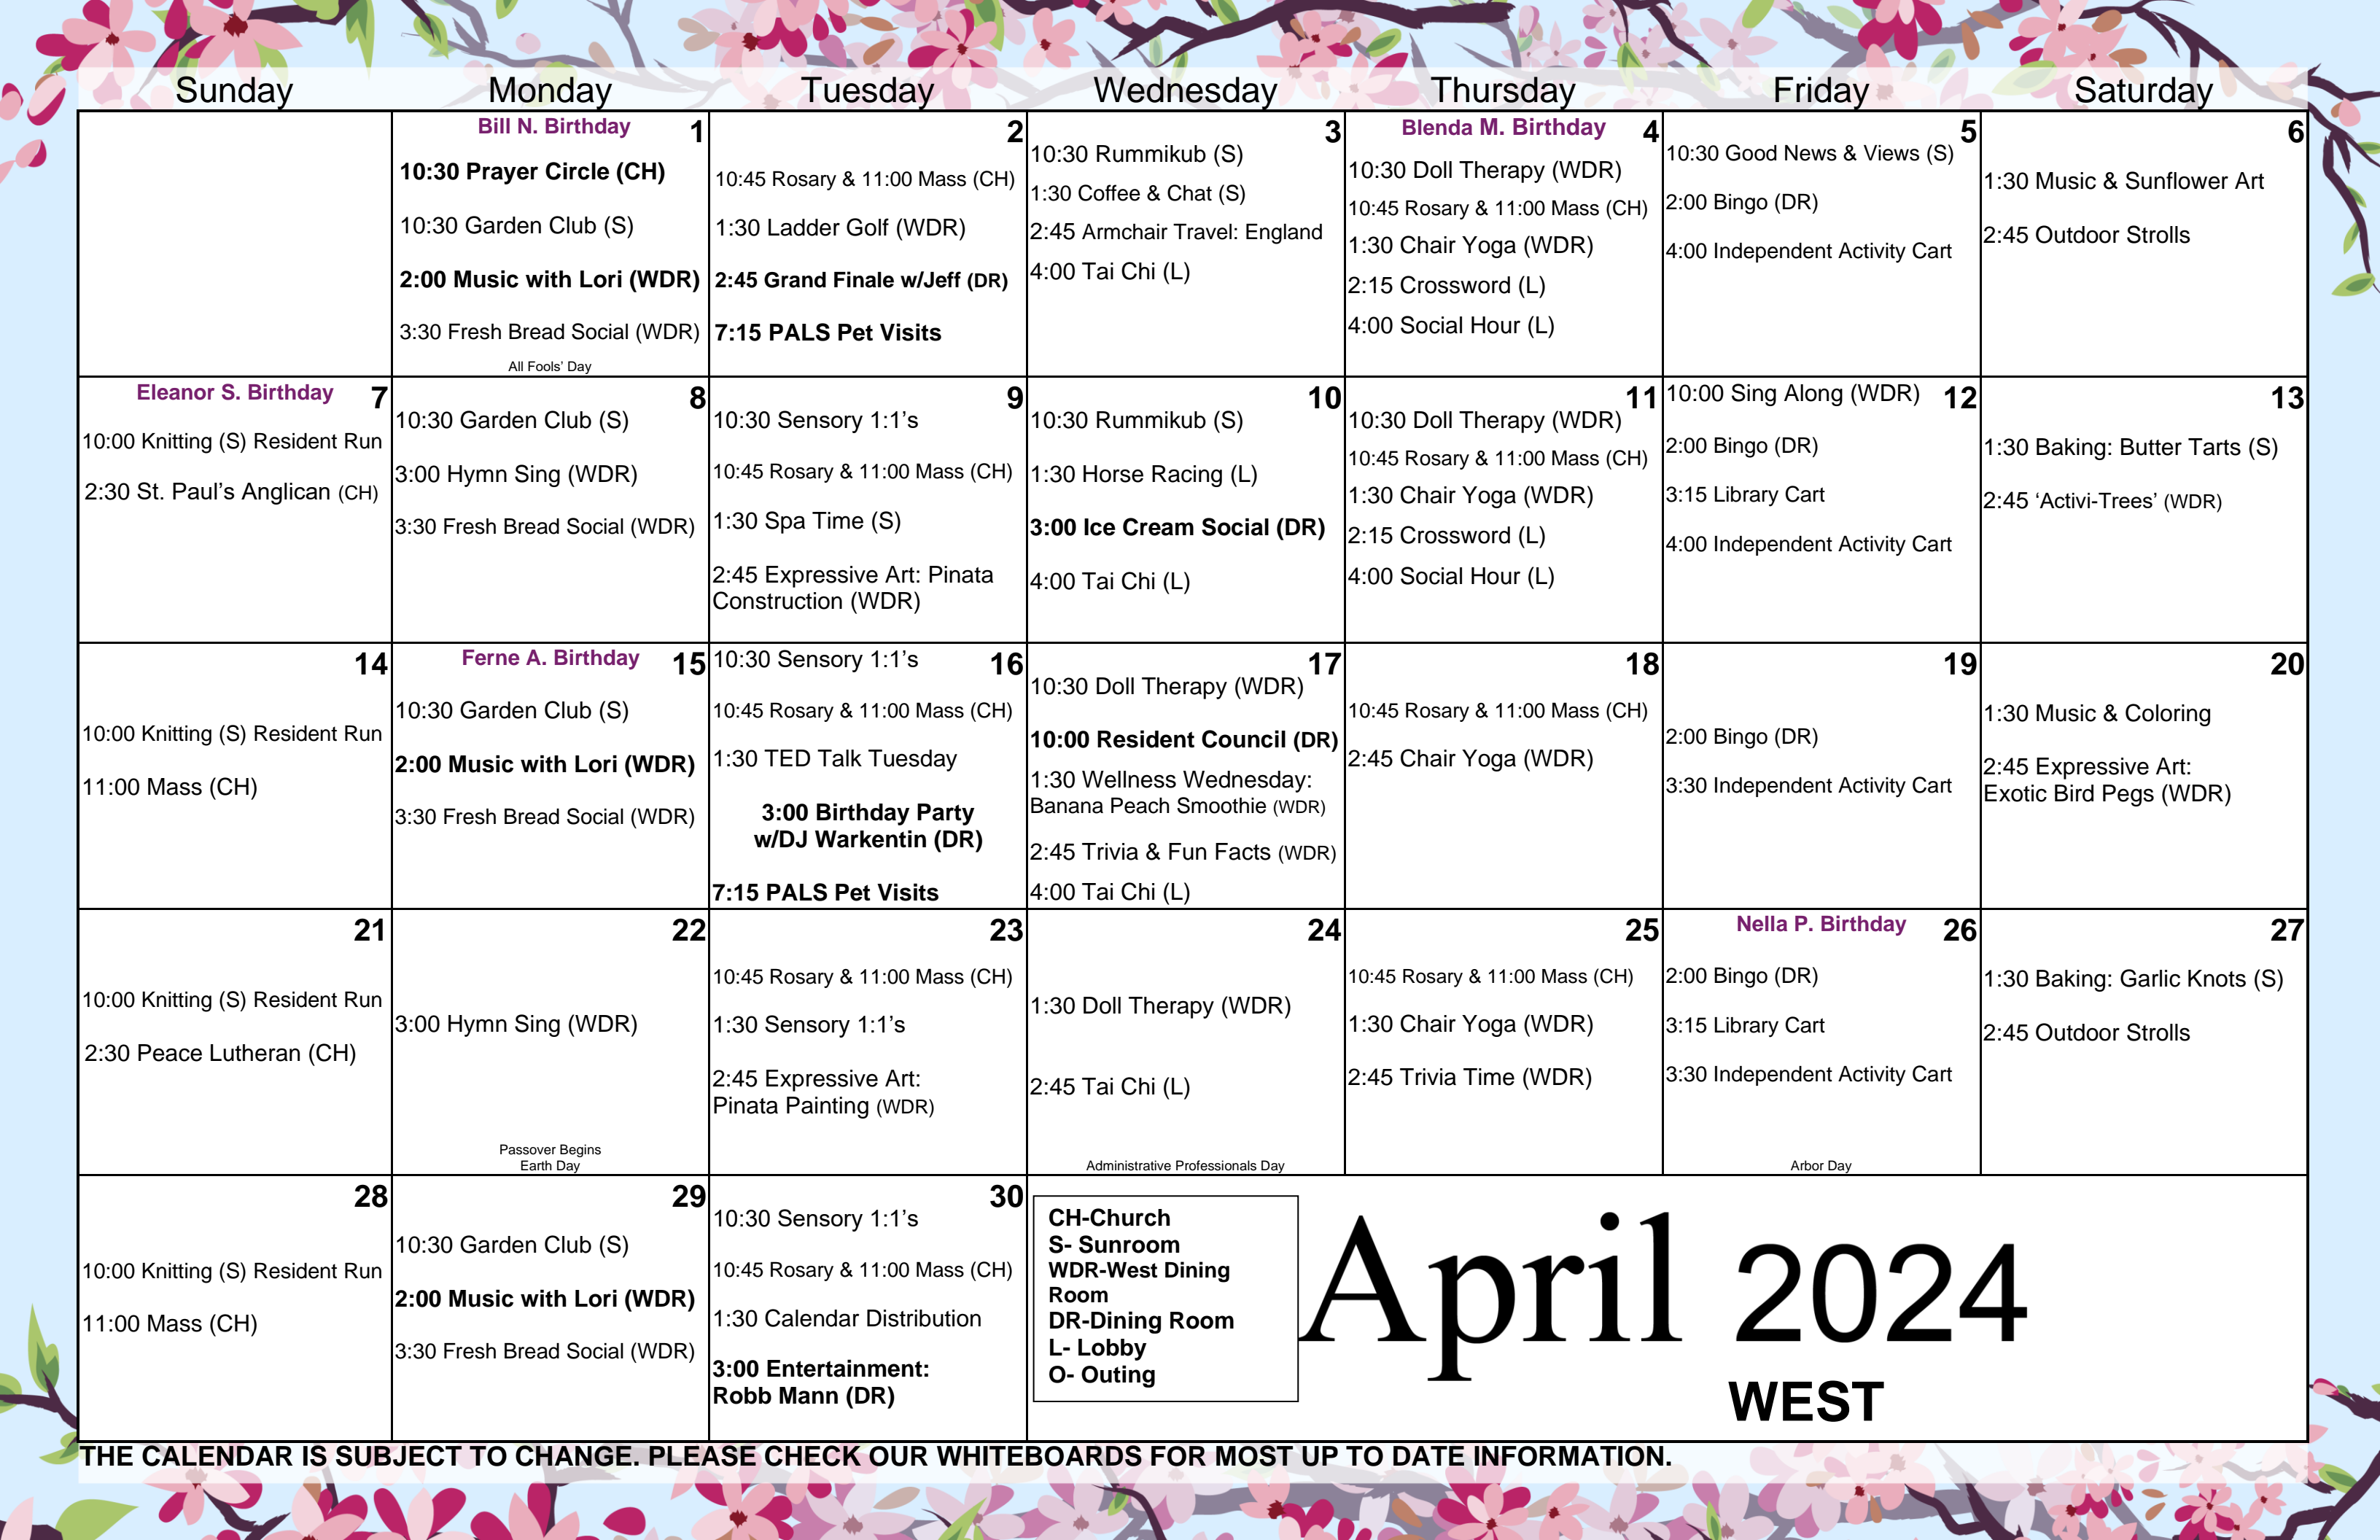 Sunday Monday Tuesday Wednesday Thursday Friday Saturday
Bill N. Birthday 1
10:30 Prayer Circle (CH)
10:30 Garden Club (S)
2:00 Music with Lori (WDR)
3:30 Fresh Bread Social (WDR)
All Fools' Day
2
10:45 Rosary & 11:00 Mass (CH)
1:30 Ladder Golf (WDR)
2:45 Grand Finale w/Jeff (DR)
7:15 PALS Pet Visits
3
10:30 Rummikub (S)
1:30 Coffee & Chat (S)
2:45 Armchair Travel: England
4:00 Tai Chi (L)
Blenda M. Birthday 4
10:30 Doll Therapy (WDR)
10:45 Rosary & 11:00 Mass (CH)
1:30 Chair Yoga (WDR)
2:15 Crossword (L)
4:00 Social Hour (L)
5
10:30 Good News & Views (S)
2:00 Bingo (DR)
4:00 Independent Activity Cart
6
1:30 Music & Sunflower Art
2:45 Outdoor Strolls
Eleanor S. Birthday 7
10:00 Knitting (S) Resident Run
2:30 St. Paul's Anglican (CH)
8
10:30 Garden Club (S)
3:00 Hymn Sing (WDR)
3:30 Fresh Bread Social (WDR)
9
10:30 Sensory 1:1's
10:45 Rosary & 11:00 Mass (CH)
1:30 Spa Time (S)
2:45 Expressive Art: Pinata
Construction (WDR)
10
10:30 Rummikub (S)
1:30 Horse Racing (L)
3:00 Ice Cream Social (DR)
4:00 Tai Chi (L)
11
10:30 Doll Therapy (WDR)
10:45 Rosary & 11:00 Mass (CH)
1:30 Chair Yoga (WDR)
2:15 Crossword (L)
4:00 Social Hour (L)
10:00 Sing Along (WDR) 12
2:00 Bingo (DR)
3:15 Library Cart
4:00 Independent Activity Cart
13
1:30 Baking: Butter Tarts (S)
2:45 'Activi-Trees' (WDR)
14
10:00 Knitting (S) Resident Run
11:00 Mass (CH)
Ferne A. Birthday 15
10:30 Garden Club (S)
2:00 Music with Lori (WDR)
3:30 Fresh Bread Social (WDR)
10:30 Sensory 1:1's 16
10:45 Rosary & 11:00 Mass (CH)
1:30 TED Talk Tuesday
3:00 Birthday Party
w/DJ Warkentin (DR)
7:15 PALS Pet Visits
17
10:30 Doll Therapy (WDR)
10:00 Resident Council (DR)
1:30 Wellness Wednesday:
Banana Peach Smoothie (WDR)
2:45 Trivia & Fun Facts (WDR)
4:00 Tai Chi (L)
18
10:45 Rosary & 11:00 Mass (CH)
2:45 Chair Yoga (WDR)
19
2:00 Bingo (DR)
3:30 Independent Activity Cart
20
1:30 Music & Coloring
2:45 Expressive Art:
Exotic Bird Pegs (WDR)
21
10:00 Knitting (S) Resident Run
2:30 Peace Lutheran (CH)
22
3:00 Hymn Sing (WDR)
Passover Begins
Earth Day
23
10:45 Rosary & 11:00 Mass (CH)
1:30 Sensory 1:1's
2:45 Expressive Art:
Pinata Painting (WDR)
24
1:30 Doll Therapy (WDR)
2:45 Tai Chi (L)
Administrative Professionals Day
25
10:45 Rosary & 11:00 Mass (CH)
1:30 Chair Yoga (WDR)
2:45 Trivia Time (WDR)
Nella P. Birthday 26
2:00 Bingo (DR)
3:15 Library Cart
3:30 Independent Activity Cart
Arbor Day
27
1:30 Baking: Garlic Knots (S)
2:45 Outdoor Strolls
28
10:00 Knitting (S) Resident Run
11:00 Mass (CH)
29
10:30 Garden Club (S)
2:00 Music with Lori (WDR)
3:30 Fresh Bread Social (WDR)
30
10:30 Sensory 1:1's
10:45 Rosary & 11:00 Mass (CH)
1:30 Calendar Distribution
3:00 Entertainment:
Robb Mann (DR)
CH-Church
S- Sunroom
WDR-West Dining
Room
DR-Dining Room
L- Lobby
O- Outing
April 2024
WEST
THE CALENDAR IS SUBJECT TO CHANGE. PLEASE CHECK OUR WHITEBOARDS FOR MOST UP TO DATE INFORMATION.